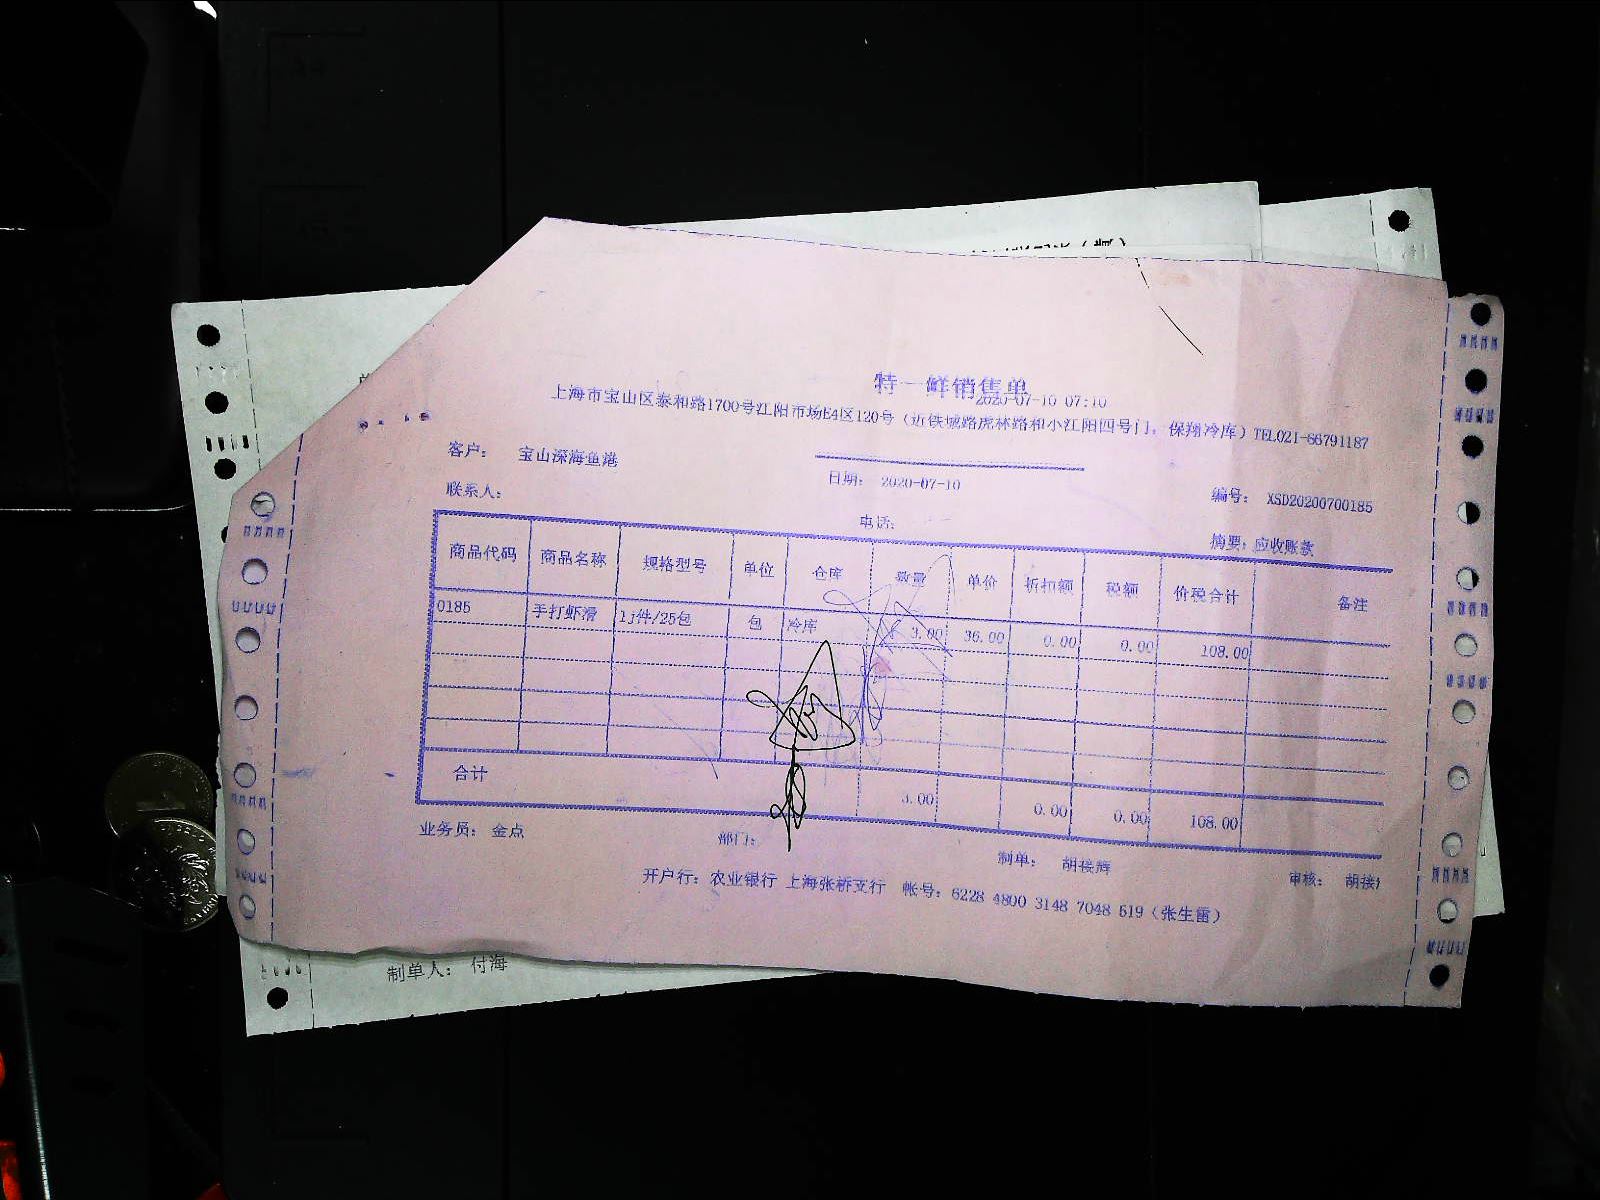 特一鲜销售单
2020-07-10 07:10
上海市宝山区泰和路1700号江阳市场E4区120号（近铁城路虎林路和小江阳四号门，保翔冷库）TEL021-66791187
客户： 宝山深海鱼港
日期： 2020-07-10
编号： XSD20200700185
联系人：
电话：
摘要：应收账款
商品代码 商品名称 规格型号 单位 仓库 数量 单价 折扣额 税额 价税合计 备注
0185 手打虾滑 1j件/25包 包 冷库 3.00 36.00 0.00 0.00 108.00
合计 3.00 0.00 0.00 108.00
业务员： 金点 部门： 制单： 胡接辉 审核： 胡接
开户行：农业银行 上海张桥支行 帐号：6228 4800 3148 7048 519（张生雷）
制单人： 付海